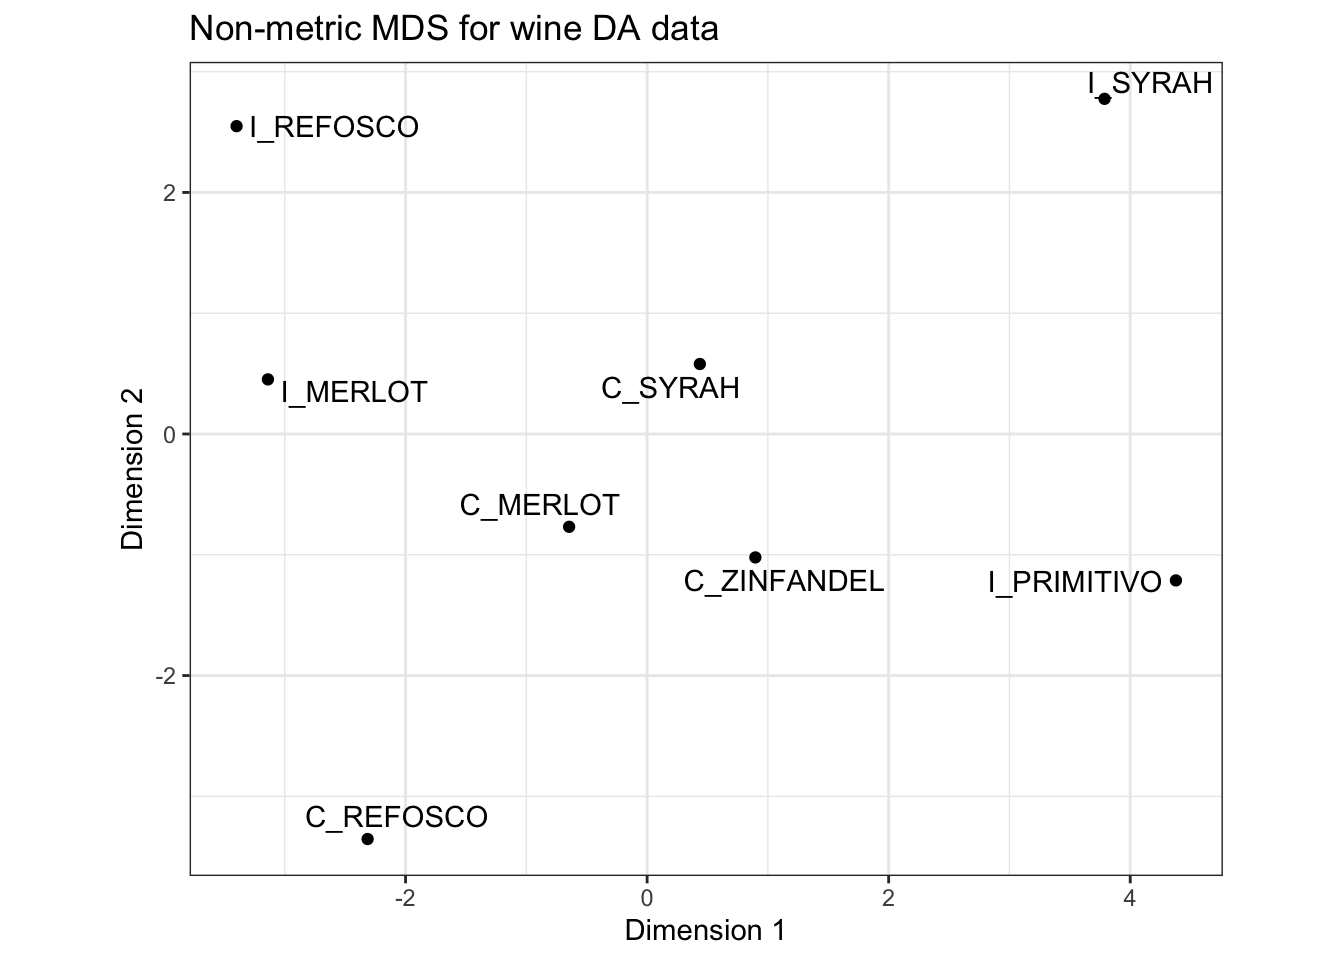 Non-metric MDS for wine DA data
I_SYRAH
I_REFOSCO
2
I_MERLOT
C_SYRAH
0
Dimension 2
C_MERLOT
C_ZINFANDEL
I_PRIMITIVO
-2
C_REFOSCO
-2
0
2
4
Dimension 1